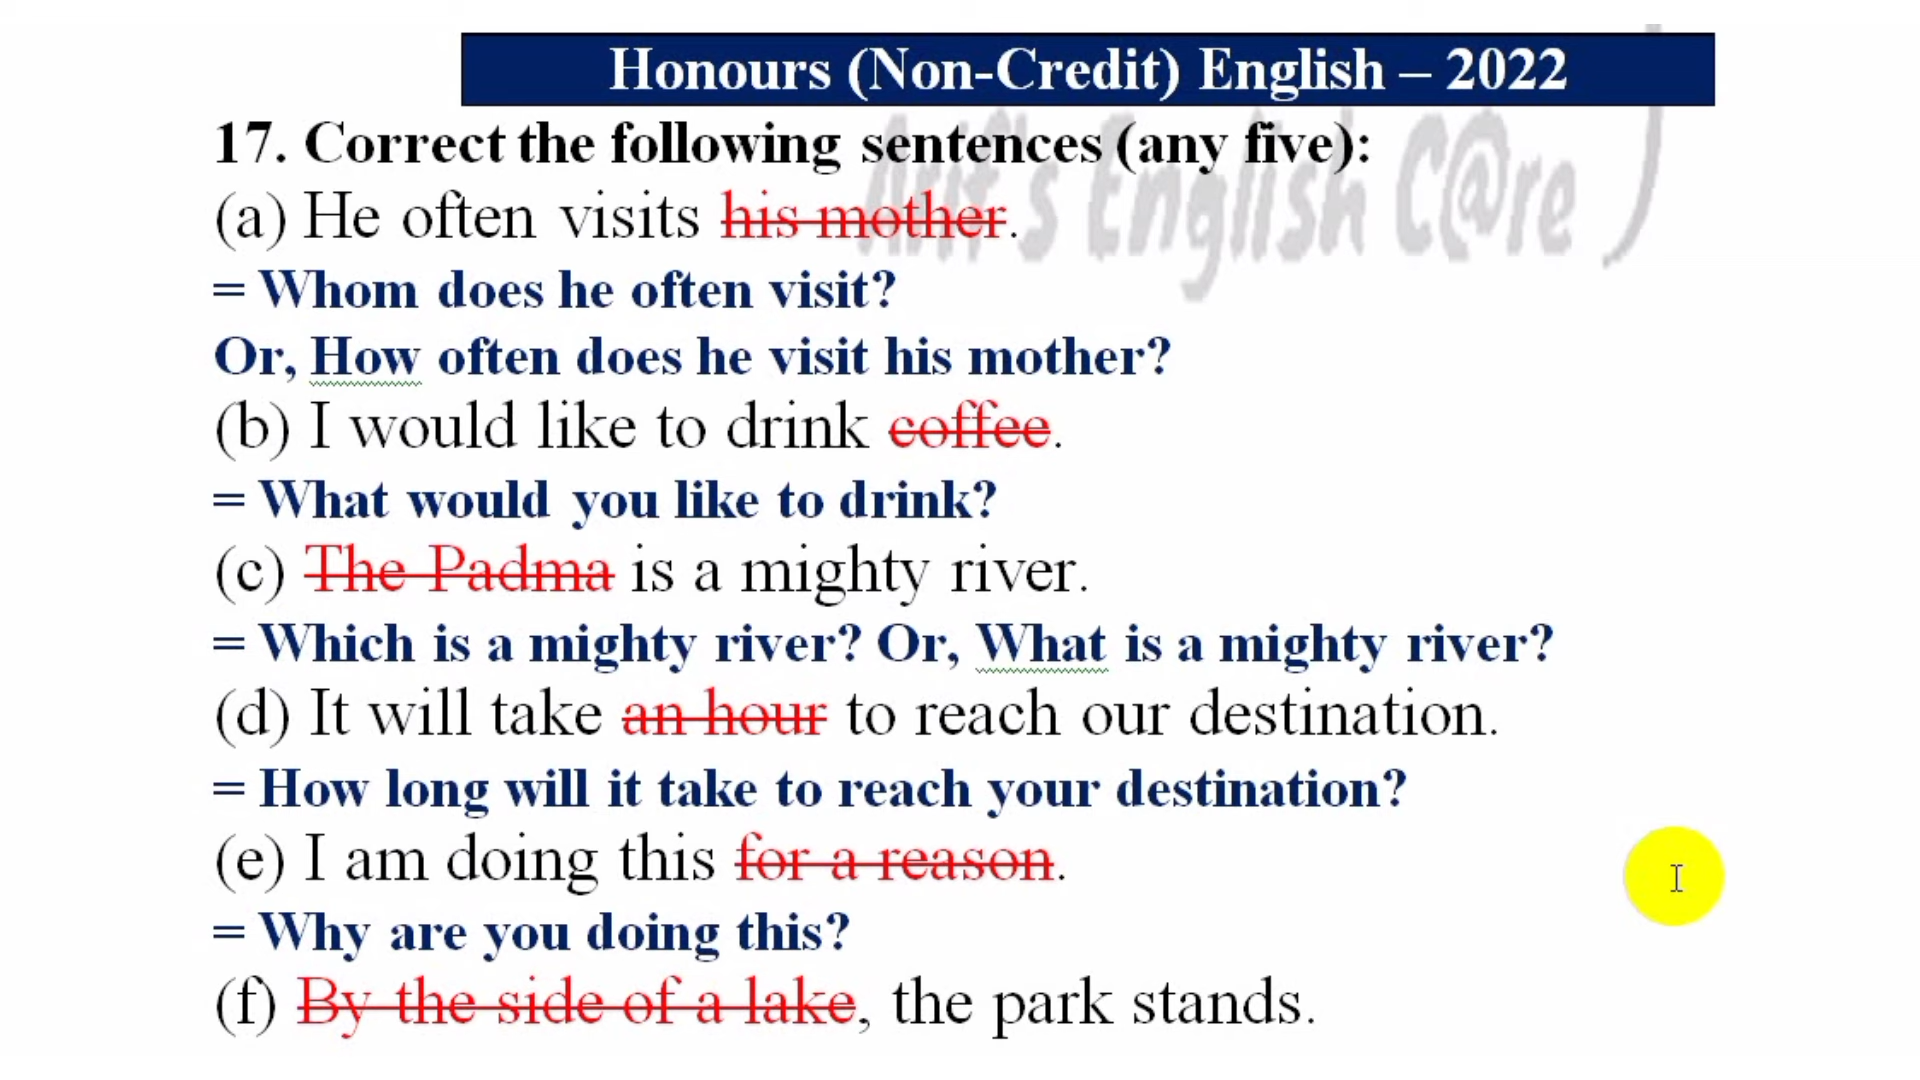 Honours (Non-Credit) English – 2022
Arif's English C@re )
17. Correct the following sentences (any five):
(a) He often visits his mother.
= Whom does he often visit?
Or, How often does he visit his mother?
(b) I would like to drink coffee.
= What would you like to drink?
(c) The Padma is a mighty river.
= Which is a mighty river? Or, What is a mighty river?
(d) It will take an hour to reach our destination.
= How long will it take to reach your destination?
(e) I am doing this for a reason.
= Why are you doing this?
(f) By the side of a lake, the park stands.